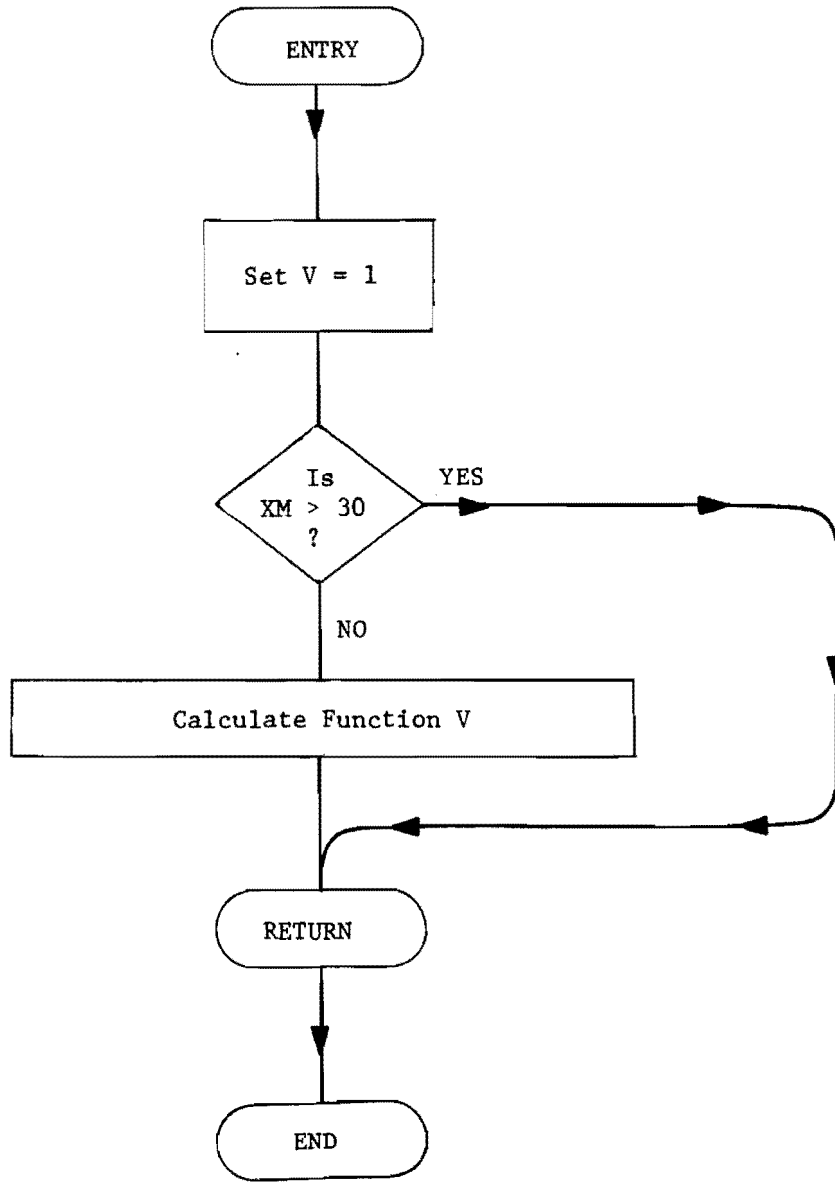 ENTRY
Set V = 1
Is
XM > 30
?
YES
NO
Calculate Function V
RETURN
END